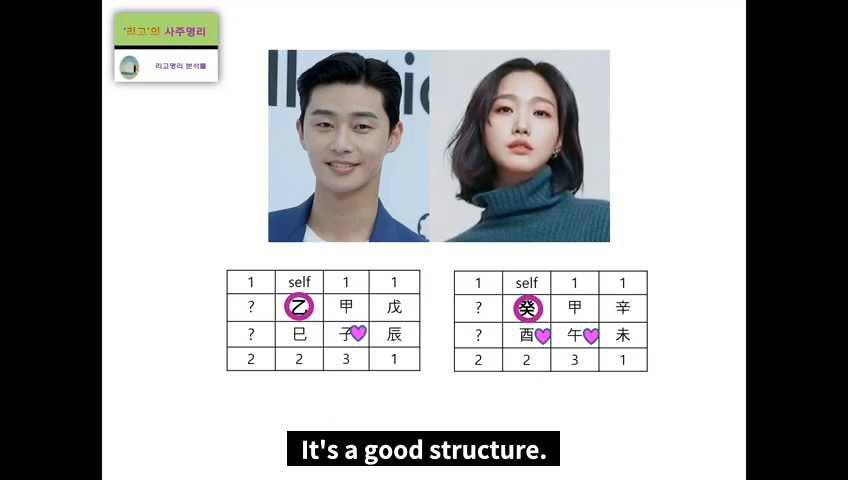 '리고'의 사주명리
리고명리 분석틀
1 self 1 1
? 乙 甲 戊
? 巳 子 辰
2 2 3 1
1 self 1 1
? 癸 甲 辛
? 酉 午 未
2 2 3 1
It's a good structure.